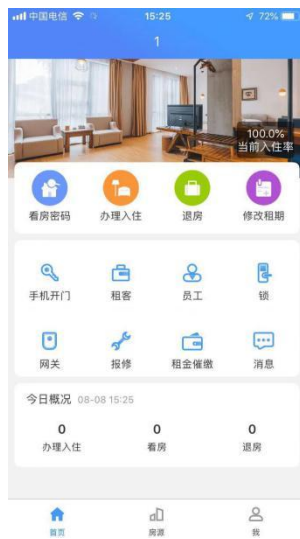 中国电信 15:25 72%
1
100.0%
当前入住率
看房密码 办理入住 退房 修改租期
手机开门 租客 员工 锁
网关 报修 租金催缴 消息
今日概况 08-08 15:25
0 0 0
办理入住 看房 退房
首页 房源 我